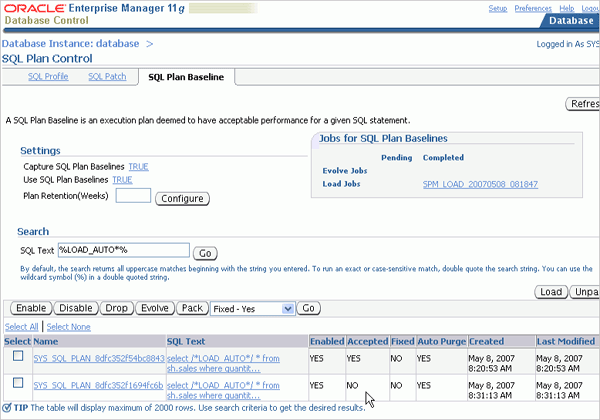 ORACLE Enterprise Manager 11g
Database Control
Setup Preferences Help Logou
Database
Database Instance: database >
Logged in As SYS
SQL Plan Control
SQL Profile SQL Patch SQL Plan Baseline
Refres
A SQL Plan Baseline is an execution plan deemed to have acceptable performance for a given SQL statement.
Settings
Capture SQL Plan Baselines TRUE
Use SQL Plan Baselines TRUE
Plan Retention(Weeks) Configure
Jobs for SQL Plan Baselines
Pending Completed
Evolve Jobs
Load Jobs SPM_LOAD_20070508_081847
Search
SQL Text %LOAD_AUTO*% Go
By default, the search returns all uppercase matches beginning with the string you entered. To run an exact or case-sensitive match, double quote the search string. You can use the
wildcard symbol (%) in a double quoted string.
Load Unpa
Enable Disable Drop Evolve Pack Fixed - Yes Go
Select All | Select None
Select Name SQL Text Enabled Accepted Fixed Auto Purge Created Last Modified
SYS_SQL_PLAN_8dfc352f54bc8843 select /*LOAD_AUTO*/ * from sh.sales where quantit... YES YES NO YES May 8, 2007 8:20:53 AM May 8, 2007 8:20:53 AM
SYS_SQL_PLAN_8dfc352f1694fc6b select /*LOAD_AUTO*/ * from sh.sales where quantit... YES NO NO YES May 8, 2007 8:31:13 AM May 8, 2007 8:31:13 AM
TIP The table will display maximum of 2000 rows. Use search criteria to get the desired results.